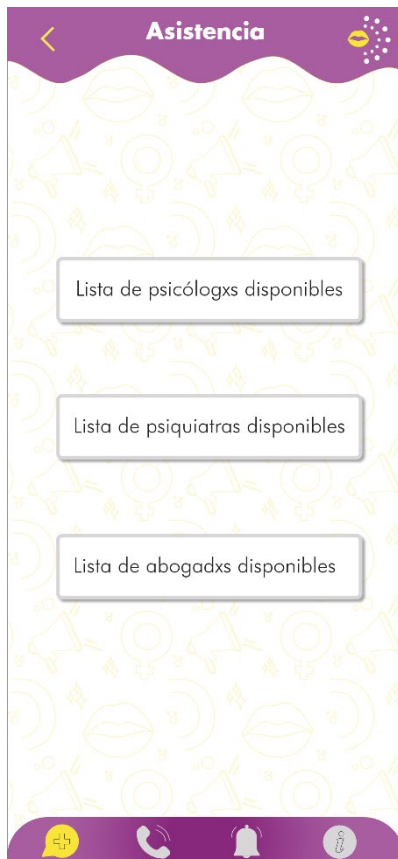 Asistencia
Lista de psicólogxs disponibles
Lista de psiquiatras disponibles
Lista de abogadxs disponibles
i